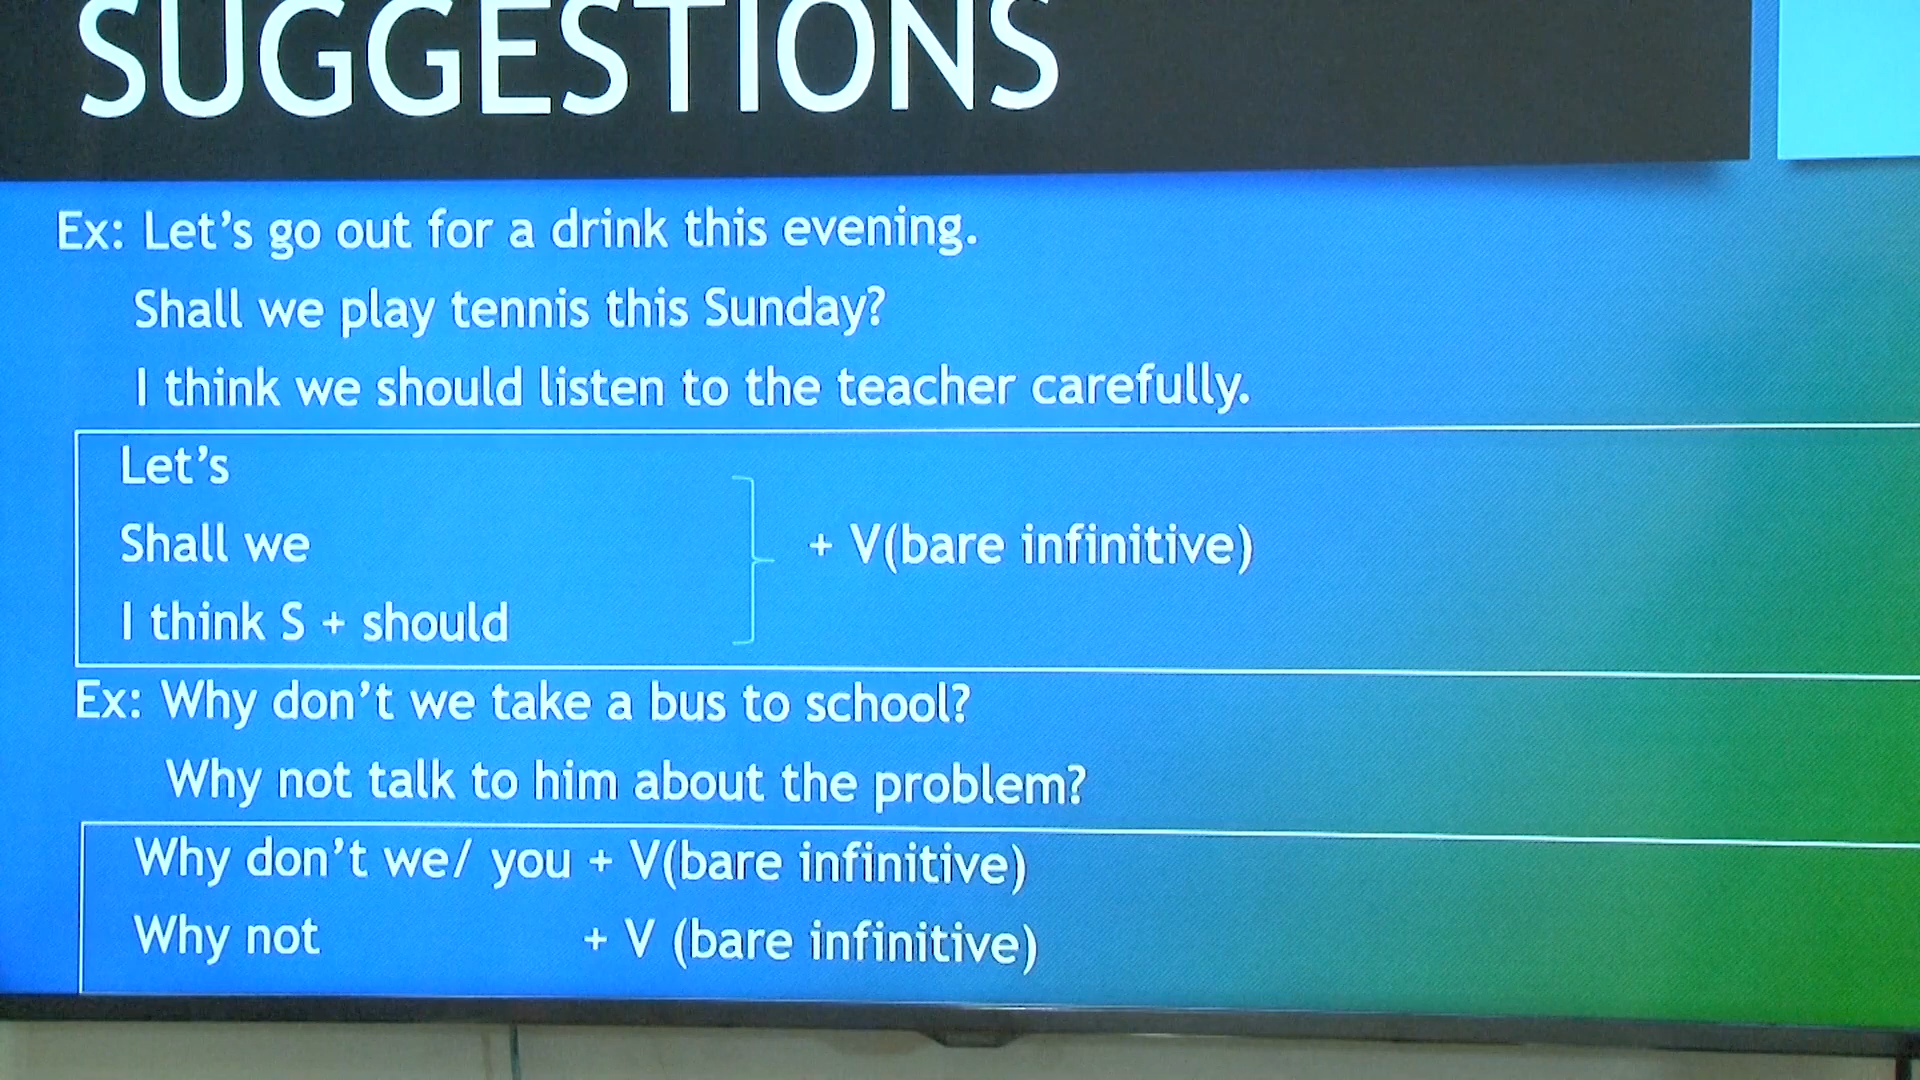 SUGGESTIONS
Ex: Let's go out for a drink this evening.
Shall we play tennis this Sunday?
I think we should listen to the teacher carefully.
Let's
Shall we
I think S + should
+ V(bare infinitive)
Ex: Why don't we take a bus to school?
Why not talk to him about the problem?
Why don't we/ you + V(bare infinitive)
Why not + V (bare infinitive)